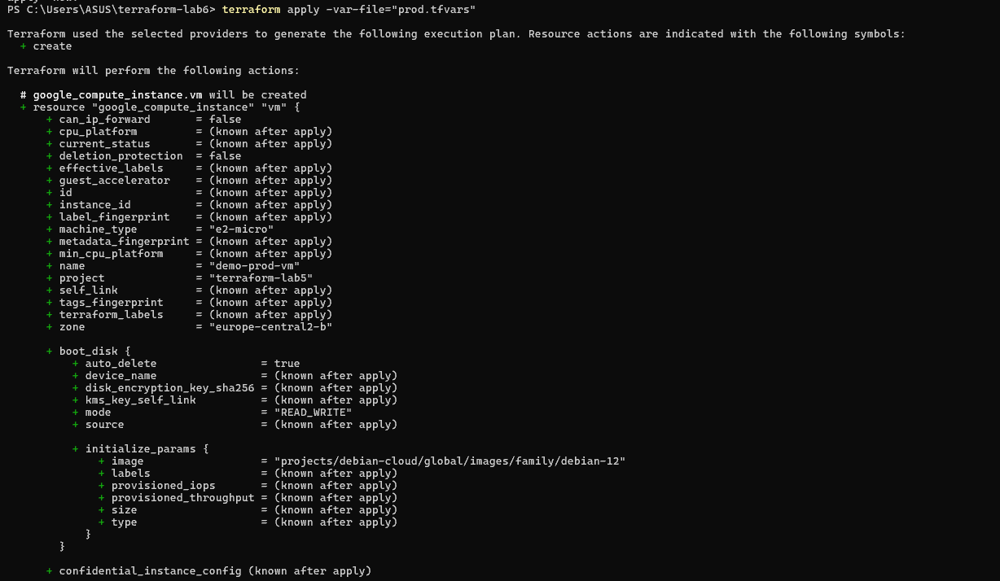 PS C:\Users\ASUS\terraform-lab6> terraform apply -var-file="prod.tfvars"

Terraform used the selected providers to generate the following execution plan. Resource actions are indicated with the following symbols:
  + create

Terraform will perform the following actions:

  # google_compute_instance.vm will be created
  + resource "google_compute_instance" "vm" {
      + can_ip_forward       = false
      + cpu_platform         = (known after apply)
      + current_status       = (known after apply)
      + deletion_protection  = false
      + effective_labels     = (known after apply)
      + guest_accelerator    = (known after apply)
      + id                   = (known after apply)
      + instance_id          = (known after apply)
      + label_fingerprint    = (known after apply)
      + machine_type         = "e2-micro"
      + metadata_fingerprint = (known after apply)
      + min_cpu_platform     = (known after apply)
      + name                 = "demo-prod-vm"
      + project              = "terraform-lab5"
      + self_link            = (known after apply)
      + tags_fingerprint     = (known after apply)
      + terraform_labels     = (known after apply)
      + zone                 = "europe-central2-b"

      + boot_disk {
          + auto_delete                = true
          + device_name                = (known after apply)
          + disk_encryption_key_sha256 = (known after apply)
          + kms_key_self_link          = (known after apply)
          + mode                       = "READ_WRITE"
          + source                     = (known after apply)

          + initialize_params {
              + image                  = "projects/debian-cloud/global/images/family/debian-12"
              + labels                 = (known after apply)
              + provisioned_iops       = (known after apply)
              + provisioned_throughput = (known after apply)
              + size                   = (known after apply)
              + type                   = (known after apply)
            }
        }

      + confidential_instance_config (known after apply)